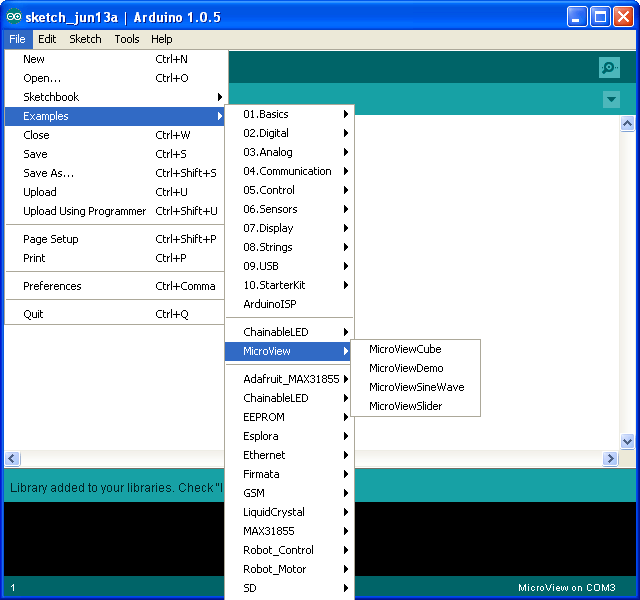 sketch_jun13a | Arduino 1.0.5
File Edit Sketch Tools Help
New Ctrl+N
Open... Ctrl+O
Sketchbook
Examples
Close Ctrl+W
Save Ctrl+S
Save As... Ctrl+Shift+S
Upload Ctrl+U
Upload Using Programmer Ctrl+Shift+U
Page Setup Ctrl+Shift+P
Print Ctrl+P
Preferences Ctrl+Comma
Quit Ctrl+Q
01.Basics
02.Digital
03.Analog
04.Communication
05.Control
06.Sensors
07.Display
08.Strings
09.USB
10.StarterKit
ArduinoISP
ChainableLED
MicroView
Adafruit_MAX31855
ChainableLED
EEPROM
Esplora
Ethernet
Firmata
GSM
LiquidCrystal
MAX31855
Robot_Control
Robot_Motor
SD
MicroViewCube
MicroViewDemo
MicroViewSineWave
MicroViewSlider
Library added to your libraries. Check "I
1
MicroView on COM3